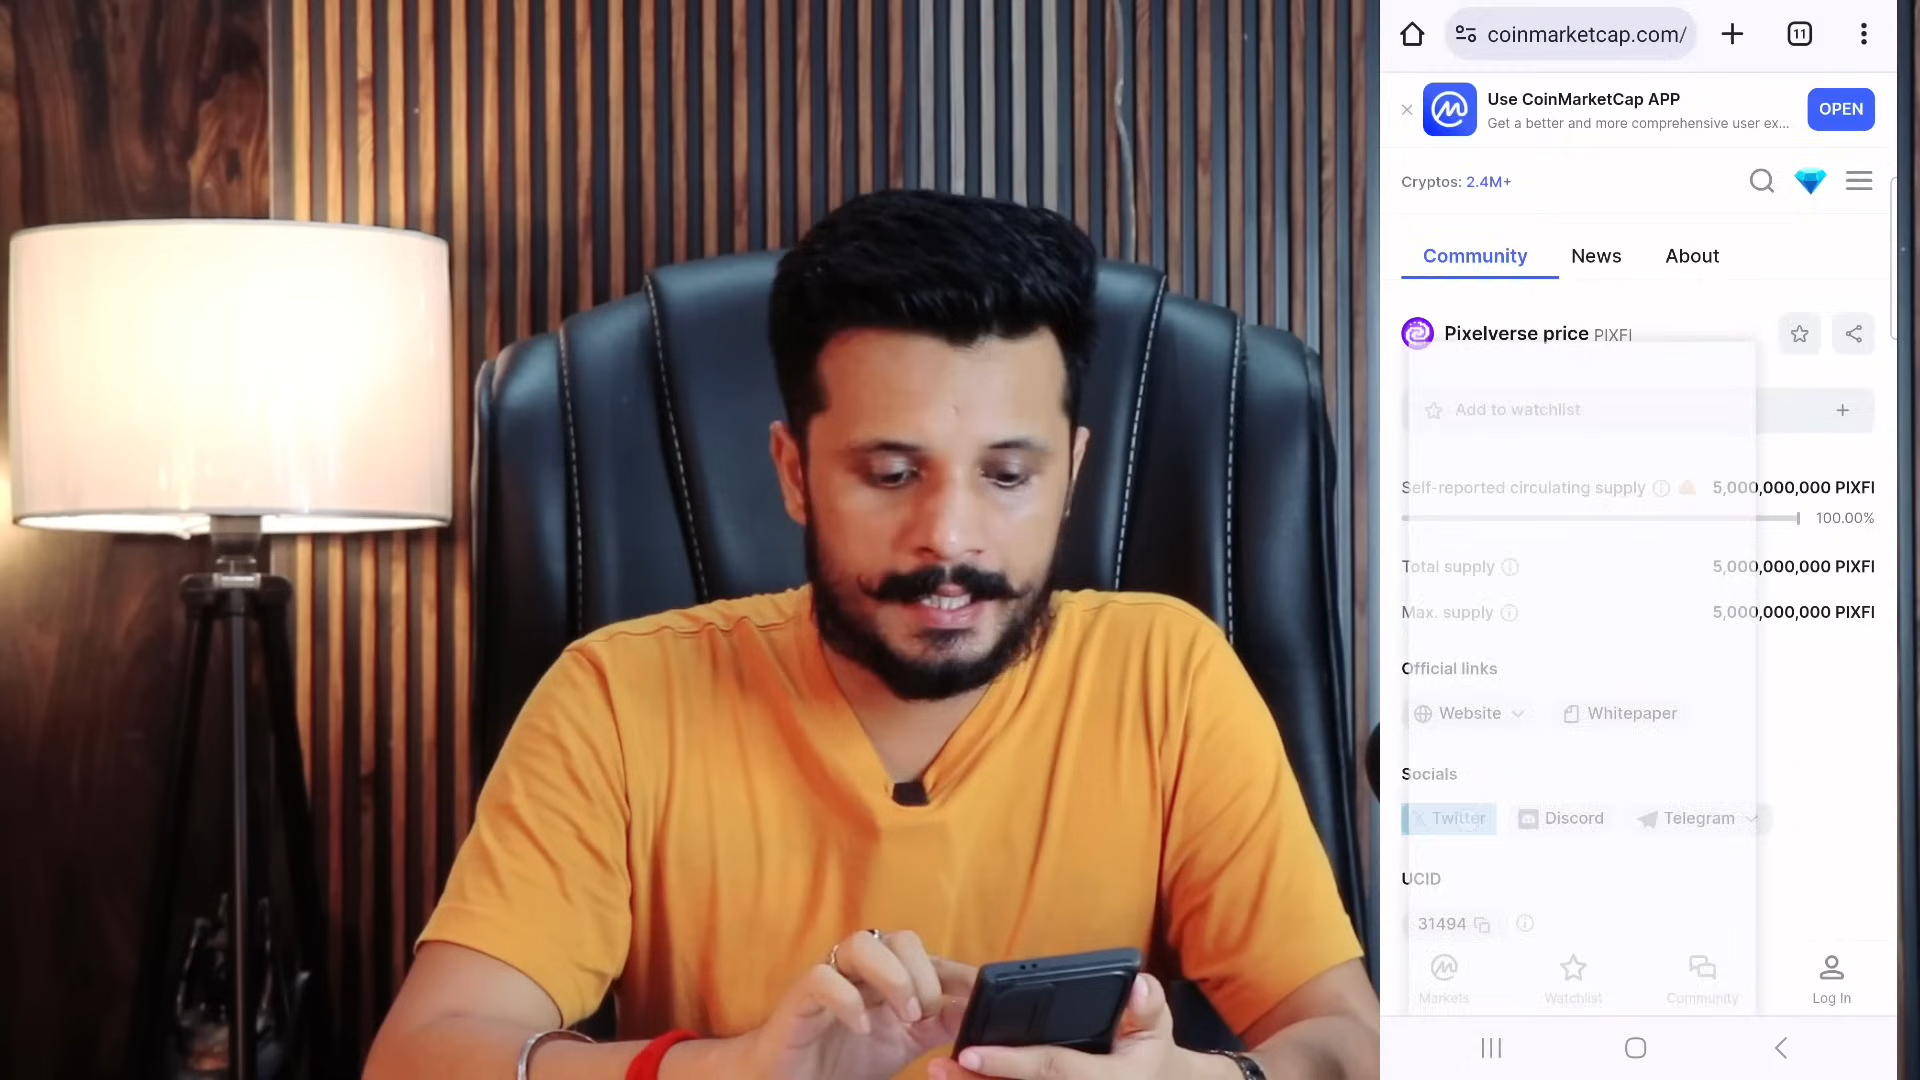 coinmarketcap.com/
11
Use CoinMarketCap APP
Get a better and more comprehensive user ex...
OPEN
Cryptos: 2.4M+
Community News About
Pixelverse price PIXFI
Add to watchlist
Self-reported circulating supply 5,000,000,000 PIXFI
100.00%
Total supply 5,000,000,000 PIXFI
Max. supply 5,000,000,000 PIXFI
Official links
Website Whitepaper
Socials
Twitter Discord Telegram
UCID
31494
Markets Watchlist Community Log In